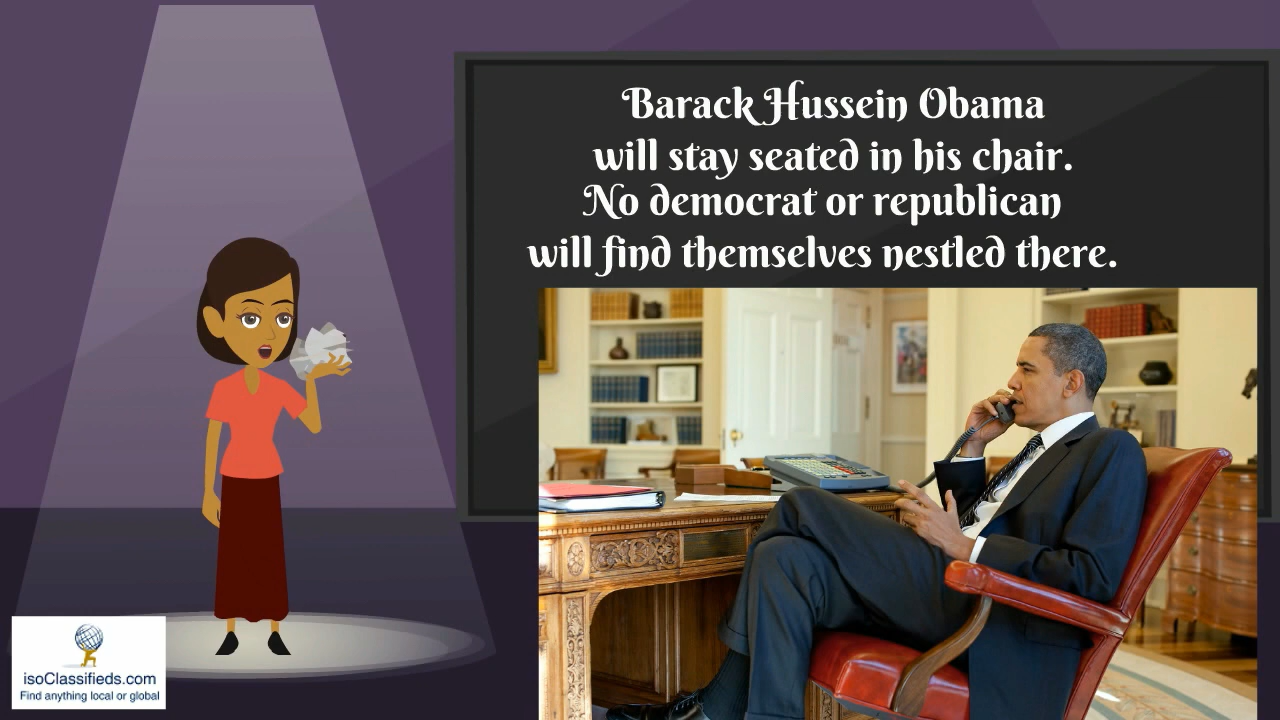 Barack Hussein Obama
will stay seated in his chair.
No democrat or republican
will find themselves nestled there.
isoClassifieds.com
Find anything local or global